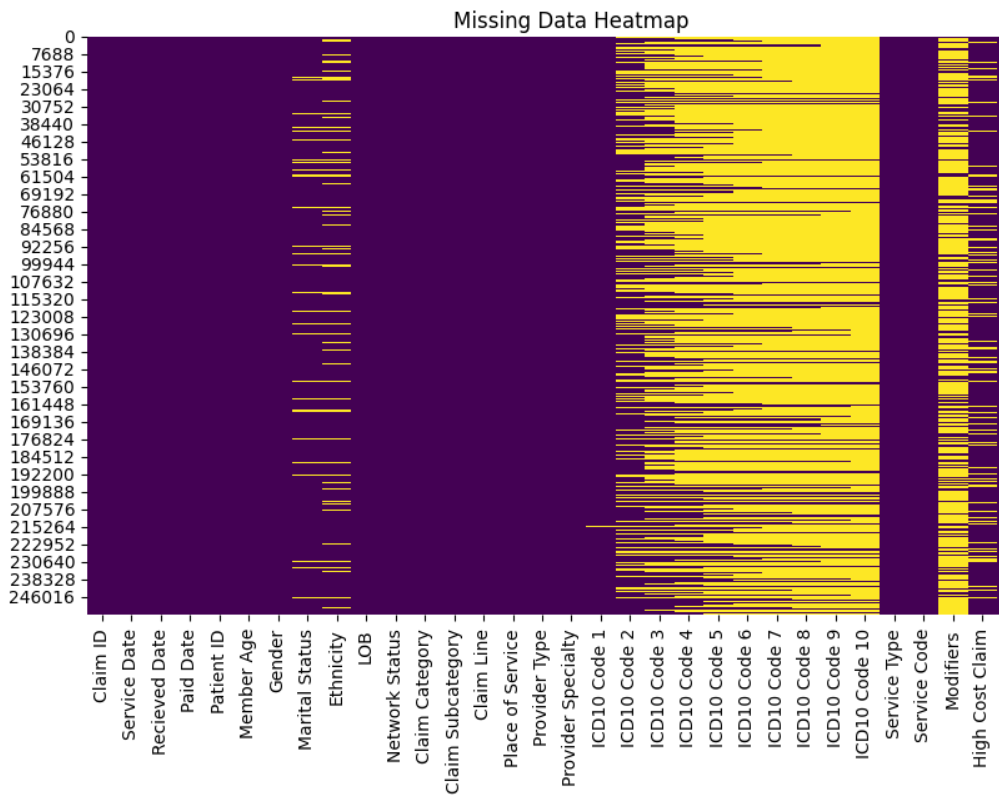 Missing Data Heatmap
0
7688
15376
23064
30752
38440
46128
53816
61504
69192
76880
84568
92256
99944
107632
115320
123008
130696
138384
146072
153760
161448
169136
176824
184512
192200
199888
207576
215264
222952
230640
238328
246016
Claim ID
Service Date
Recieved Date
Paid Date
Patient ID
Member Age
Gender
Marital Status
Ethnicity
LOB
Network Status
Claim Category
Claim Subcategory
Claim Line
Place of Service
Provider Type
Provider Specialty
ICD10 Code 1
ICD10 Code 2
ICD10 Code 3
ICD10 Code 4
ICD10 Code 5
ICD10 Code 6
ICD10 Code 7
ICD10 Code 8
ICD10 Code 9
ICD10 Code 10
Service Type
Service Code
Modifiers
High Cost Claim